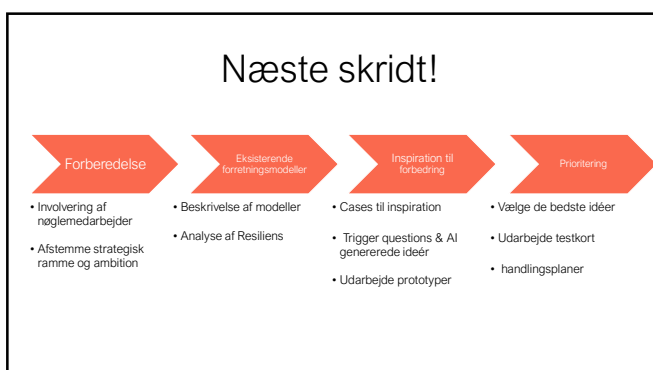 Næste skridt!
Forberedelse
Eksisterende
forretningsmodeller
Inspiration til
forbedring
Prioritering
• Involvering af
nøglemedarbejder
• Afstemme strategisk
ramme og ambition
• Beskrivelse af modeller
• Analyse af Resiliens
• Cases til inspiration
• Trigger questions & AI
genererede ideér
• Udarbejde prototyper
• Vælge de bedste idéer
• Udarbejde testkort
• handlingsplaner